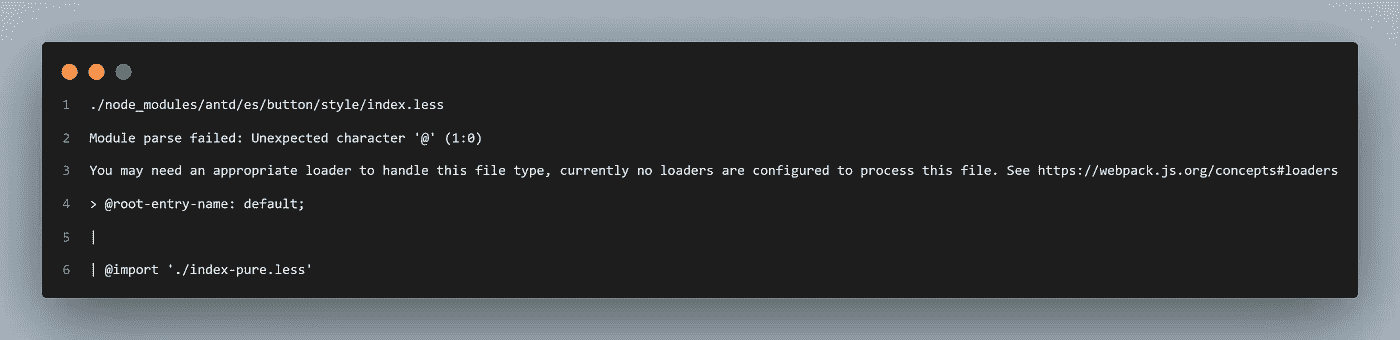 1 ./node_modules/antd/es/button/style/index.less
2 Module parse failed: Unexpected character '@' (1:0)
3 You may need an appropriate loader to handle this file type, currently no loaders are configured to process this file. See https://webpack.js.org/concepts#loaders
4 > @root-entry-name: default;
5 |
6 | @import './index-pure.less'